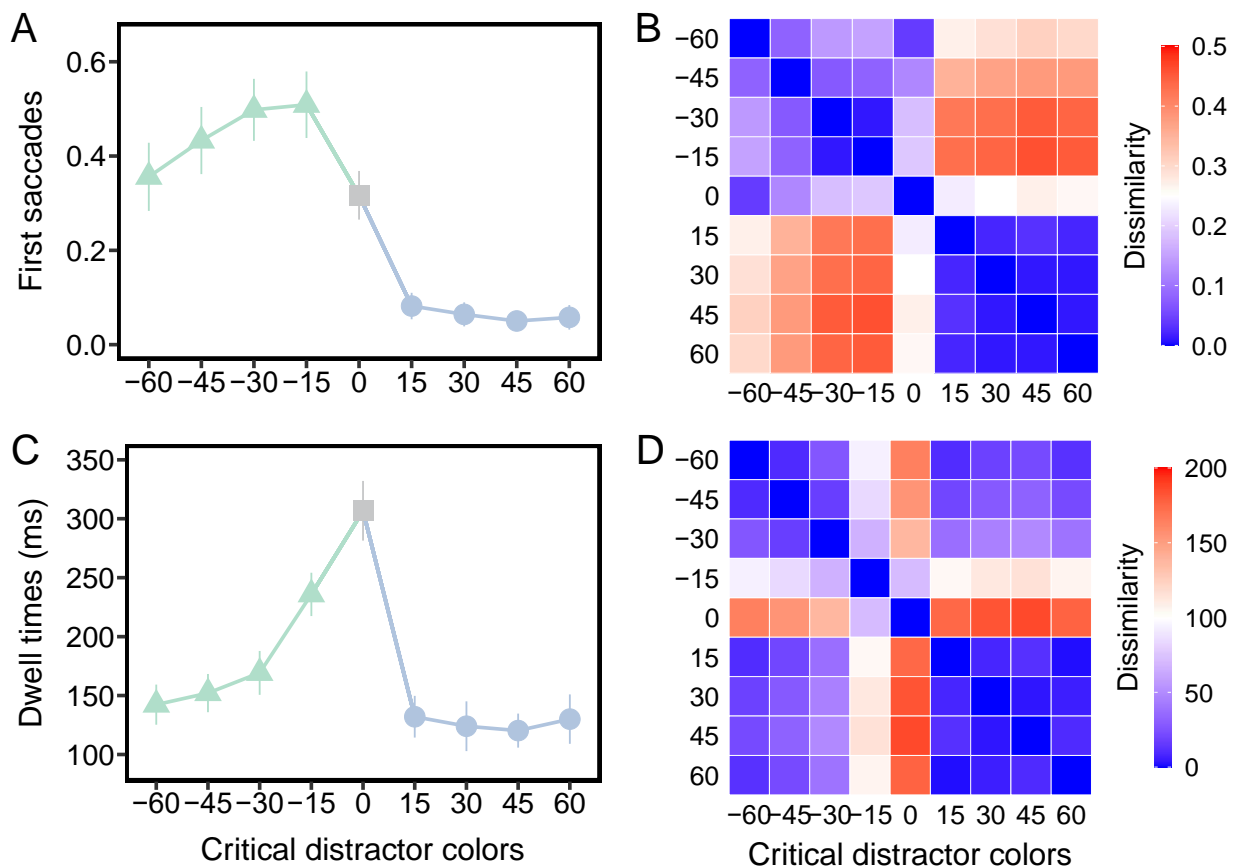 A
First saccades
0.6
0.4
0.2
0.0
−60 −45 −30 −15 0 15 30 45 60
B
−60
−45
−30
−15
0
15
30
45
60
−60 −45 −30 −15 0 15 30 45 60
Dissimilarity
0.5
0.4
0.3
0.2
0.1
0.0
C
Dwell times (ms)
350
300
250
200
150
100
−60 −45 −30 −15 0 15 30 45 60
Critical distractor colors
D
−60
−45
−30
−15
0
15
30
45
60
−60 −45 −30 −15 0 15 30 45 60
Critical distractor colors
Dissimilarity
200
150
100
50
0